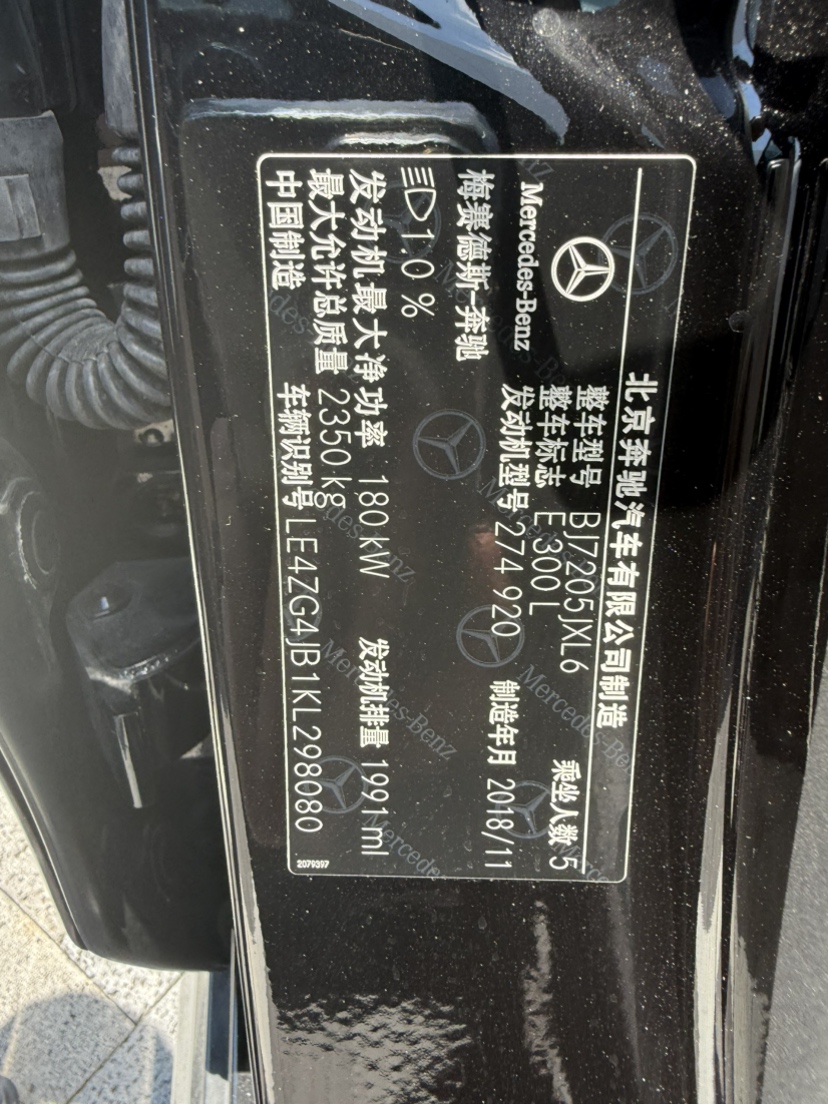 北京奔驰汽车有限公司制造
Mercedes-Benz
梅赛德斯-奔驰
整车型号 BJ7205JXL6 乘坐人数 5
整车标志 E 300 L
发动机型号 274 920 制造年月 2018/11
1.0 %
发动机最大净功率 180 kW 发动机排量 1991 ml
最大允许总质量 2350 kg
中国制造 车辆识别号 LE4ZG4JB1KL298080
2079397